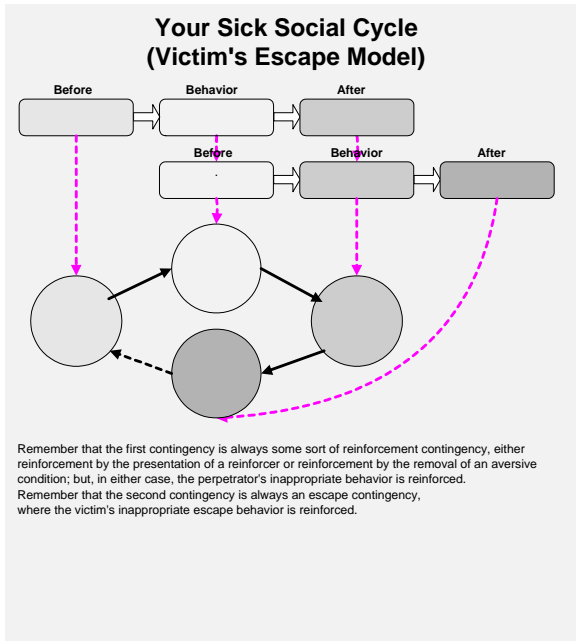 Your Sick Social Cycle
(Victim's Escape Model)
Before Behavior After
Before Behavior After
.
Remember that the first contingency is always some sort of reinforcement contingency, either
reinforcement by the presentation of a reinforcer or reinforcement by the removal of an aversive
condition; but, in either case, the perpetrator's inappropriate behavior is reinforced.
Remember that the second contingency is always an escape contingency,
where the victim's inappropriate escape behavior is reinforced.